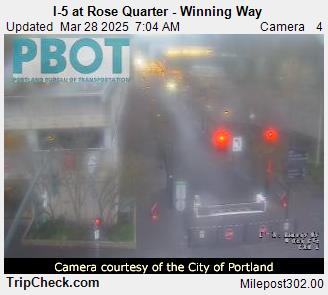 I-5 at Rose Quarter - Winning Way
Updated Mar 28 2025 7:04 AM Camera 4
PBOT
PORTLAND BUREAU OF TRANSPORTATION
Camera courtesy of the City of Portland
TripCheck.com Milepost302.00